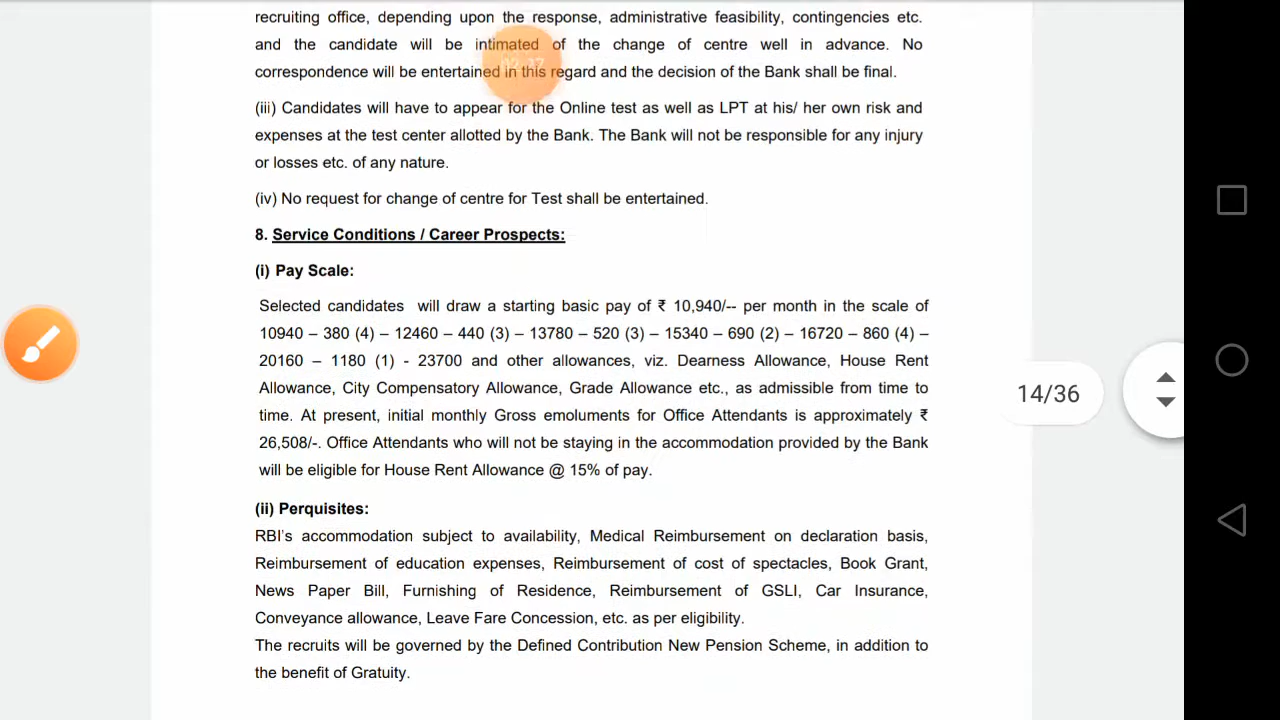 recruiting office, depending upon the response, administrative feasibility, contingencies etc.
and the candidate will be intimated of the change of centre well in advance. No
correspondence will be entertained in this regard and the decision of the Bank shall be final.
(iii) Candidates will have to appear for the Online test as well as LPT at his/ her own risk and
expenses at the test center allotted by the Bank. The Bank will not be responsible for any injury
or losses etc. of any nature.
(iv) No request for change of centre for Test shall be entertained.
8. Service Conditions / Career Prospects:
(i) Pay Scale:
Selected candidates will draw a starting basic pay of ₹ 10,940/-- per month in the scale of
10940 – 380 (4) – 12460 – 440 (3) – 13780 – 520 (3) – 15340 – 690 (2) – 16720 – 860 (4) –
20160 – 1180 (1) - 23700 and other allowances, viz. Dearness Allowance, House Rent
Allowance, City Compensatory Allowance, Grade Allowance etc., as admissible from time to
time. At present, initial monthly Gross emoluments for Office Attendants is approximately ₹
26,508/-. Office Attendants who will not be staying in the accommodation provided by the Bank
will be eligible for House Rent Allowance @ 15% of pay.
14/36
(ii) Perquisites:
RBI's accommodation subject to availability, Medical Reimbursement on declaration basis,
Reimbursement of education expenses, Reimbursement of cost of spectacles, Book Grant,
News Paper Bill, Furnishing of Residence, Reimbursement of GSLI, Car Insurance,
Conveyance allowance, Leave Fare Concession, etc. as per eligibility.
The recruits will be governed by the Defined Contribution New Pension Scheme, in addition to
the benefit of Gratuity.